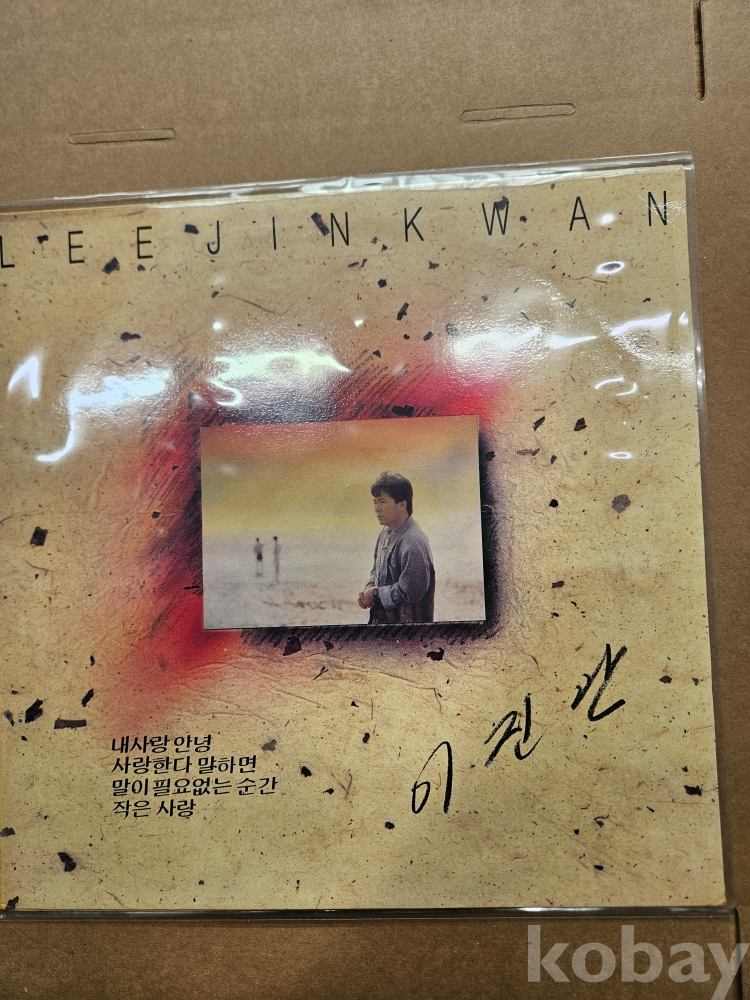 LEEJINKWAN
내사랑 안녕
사랑한다 말하면
말이 필요없는 순간
작은 사랑
이진관
kobay